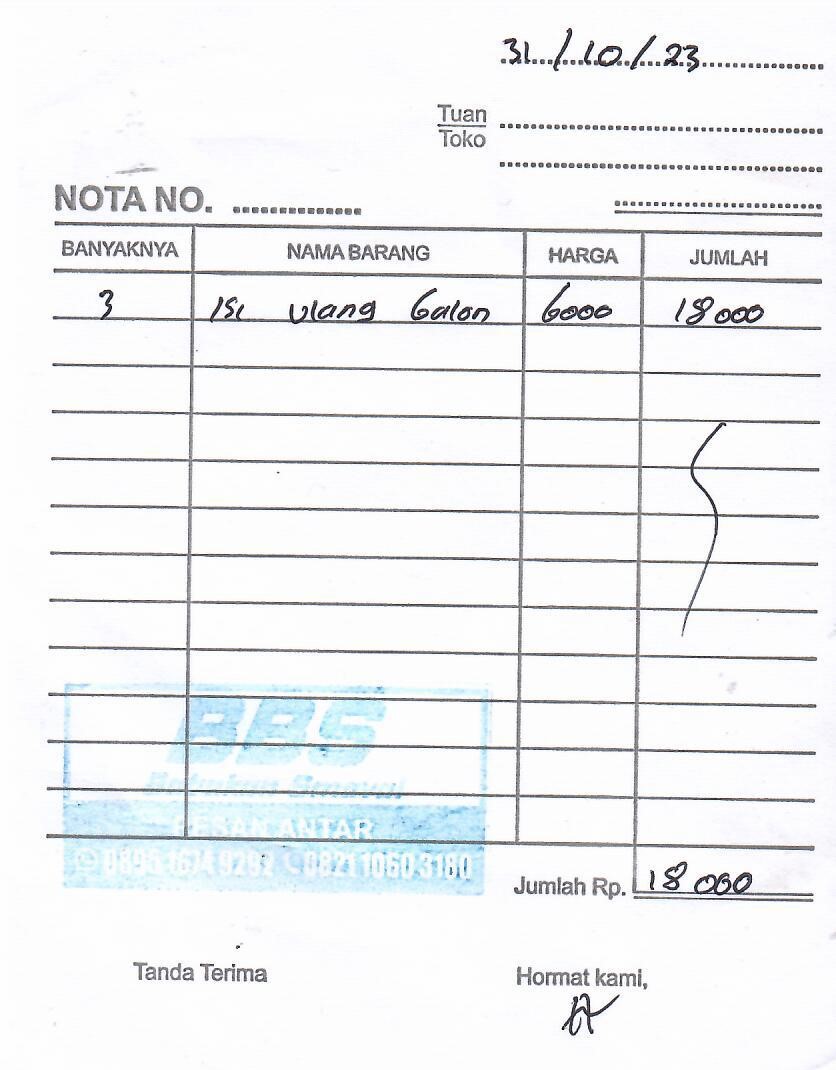 31/10/23
Tuan
Toko
NOTA NO.
BANYAKNYA NAMA BARANG HARGA JUMLAH
3 Isi ulang Galon 6000 18000
BBS
PESAN ANTAR
0895 1674 9292 0821 1060 3180
Jumlah Rp. 18000
Tanda Terima Hormat kami,